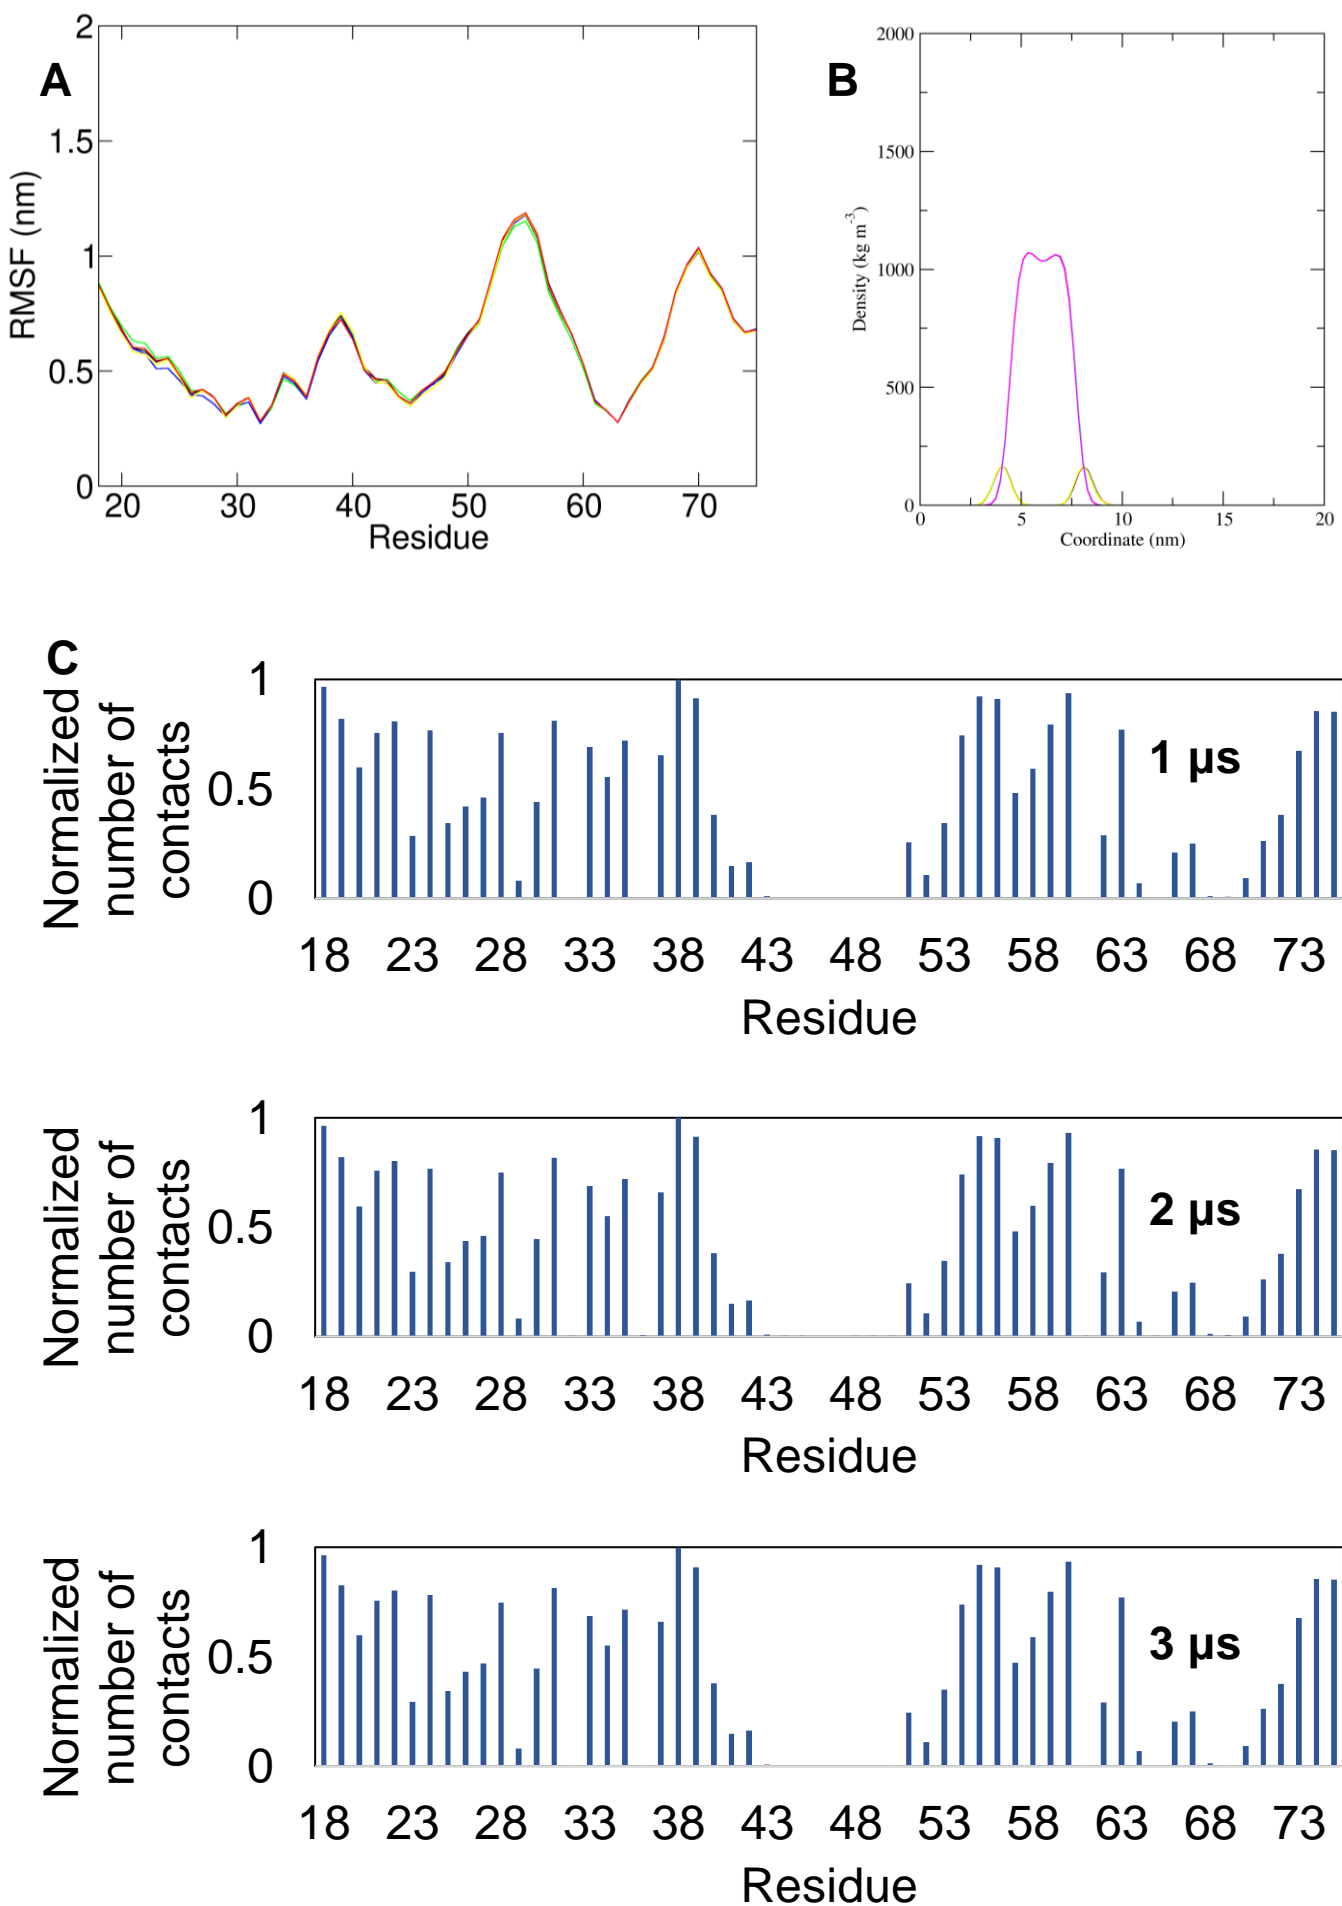 A
2
1.5
1
0.5
0
RMSF (nm)
20 30 40 50 60 70
Residue
B
2000
1500
1000
500
0
Density (kg m⁻³)
0 5 10 15 20
Coordinate (nm)
C
Normalized
number of
contacts
1
0.5
0
1 µs
18 23 28 33 38 43 48 53 58 63 68 73
Residue
Normalized
number of
contacts
1
0.5
0
2 µs
18 23 28 33 38 43 48 53 58 63 68 73
Residue
Normalized
number of
contacts
1
0.5
0
3 µs
18 23 28 33 38 43 48 53 58 63 68 73
Residue